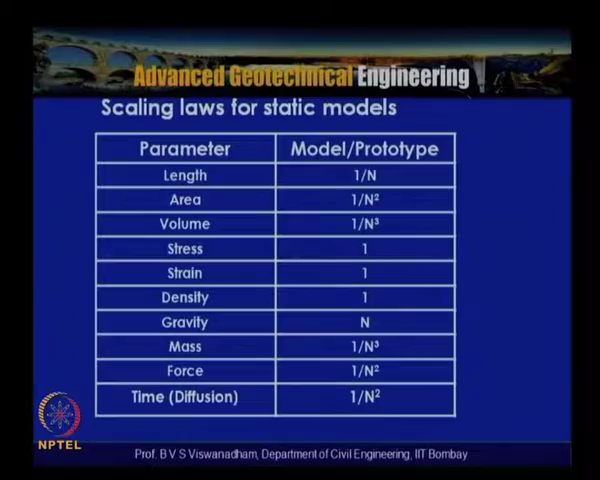 Advanced Geotechnical Engineering
Scaling laws for static models
Parameter Model/Prototype
Length 1/N
Area 1/N²
Volume 1/N³
Stress 1
Strain 1
Density 1
Gravity N
Mass 1/N³
Force 1/N²
Time (Diffusion) 1/N²
NPTEL
Prof. B V S Viswanadham, Department of Civil Engineering, IIT Bombay